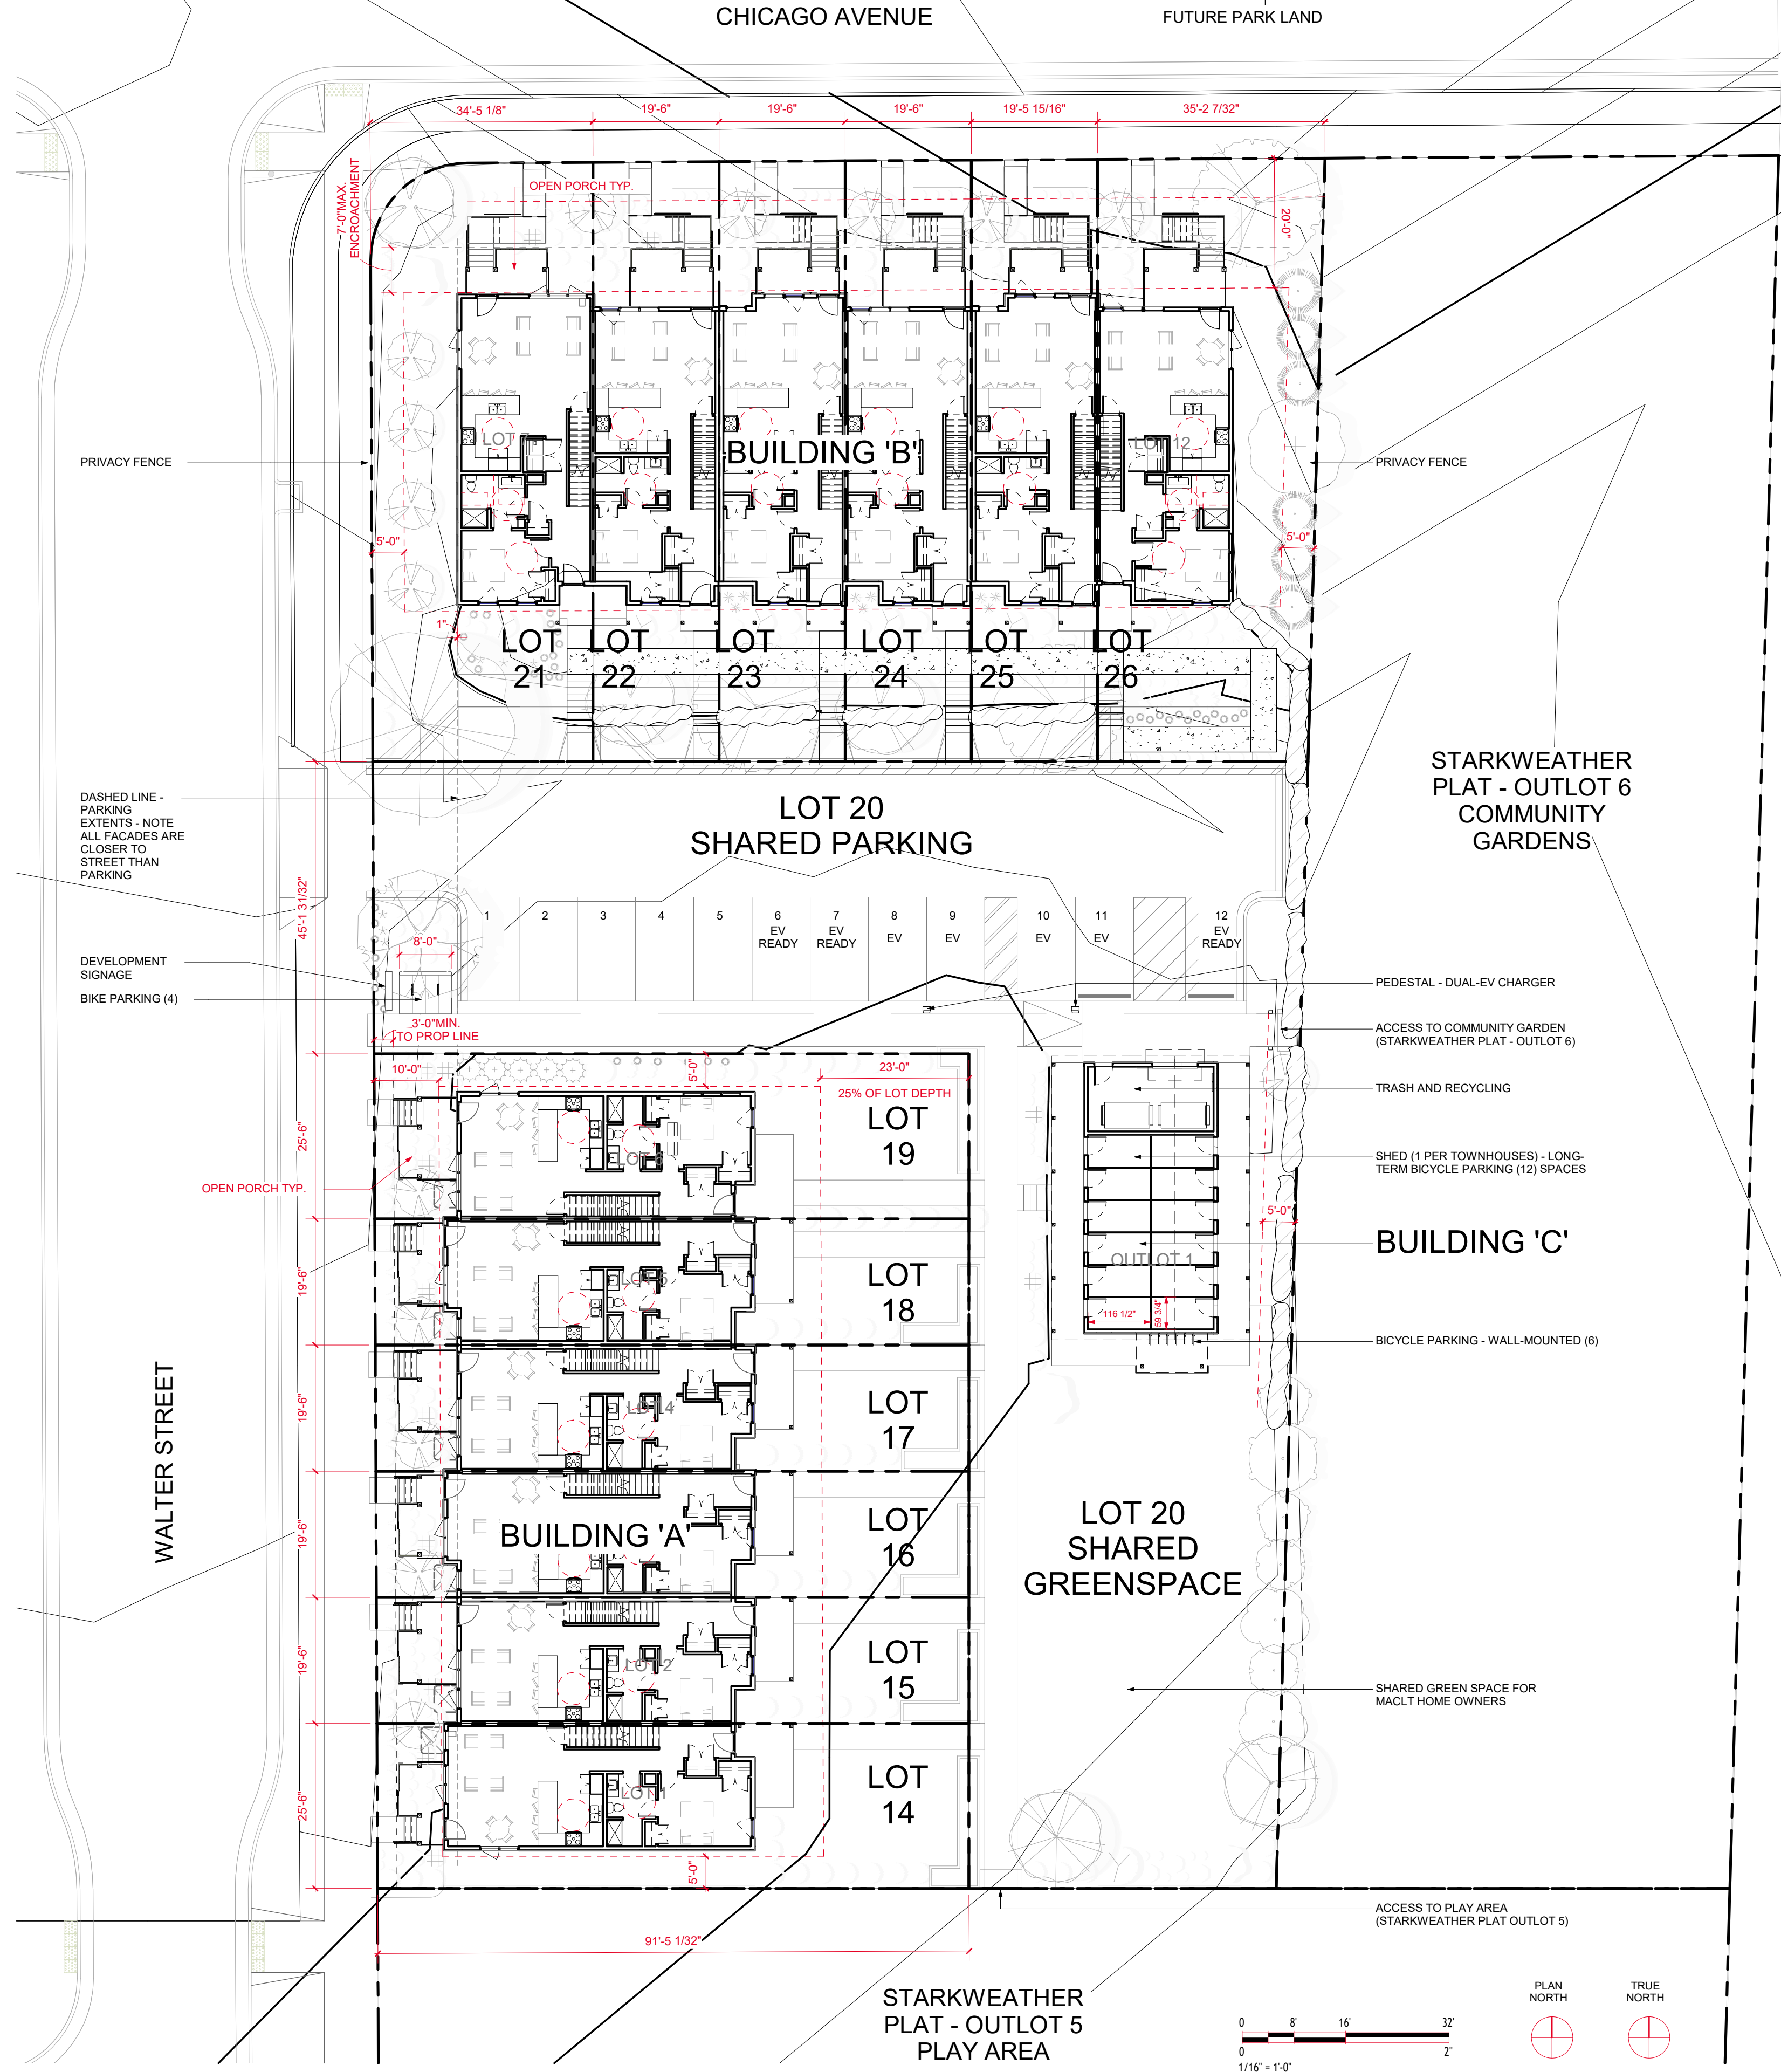 CHICAGO AVENUE
FUTURE PARK LAND
34'-5 1/8"
19'-6"
19'-6"
19'-6"
19'-5 15/16"
35'-2 7/32"
7'-0"MAX.
ENCROACHMENT
OPEN PORCH TYP.
20'-0"
LOT
LOT 12
BUILDING 'B'
PRIVACY FENCE
PRIVACY FENCE
5'-0"
5'-0"
1"
LOT
21
LOT
22
LOT
23
LOT
24
LOT
25
LOT
26
STARKWEATHER
PLAT - OUTLOT 6
COMMUNITY
GARDENS
DASHED LINE -
PARKING
EXTENTS - NOTE
ALL FACADES ARE
CLOSER TO
STREET THAN
PARKING
LOT 20
SHARED PARKING
45'-1 31/32"
1
2
3
4
5
6
EV
READY
7
EV
READY
8
EV
9
EV
10
EV
11
EV
12
EV
READY
8'-0"
DEVELOPMENT
SIGNAGE
BIKE PARKING (4)
PEDESTAL - DUAL-EV CHARGER
3'-0"MIN.
TO PROP LINE
ACCESS TO COMMUNITY GARDEN
(STARKWEATHER PLAT - OUTLOT 6)
10'-0"
5'-0"
23'-0"
25% OF LOT DEPTH
TRASH AND RECYCLING
LOT
19
25'-6"
SHED (1 PER TOWNHOUSES) - LONG-
TERM BICYCLE PARKING (12) SPACES
OPEN PORCH TYP.
5'-0"
BUILDING 'C'
OUTLOT 1
19'-6"
LOT
18
116 1/2"
59 3/4"
BICYCLE PARKING - WALL-MOUNTED (6)
WALTER STREET
19'-6"
LOT
17
19'-6"
BUILDING 'A'
LOT
16
LOT 20
SHARED
GREENSPACE
19'-6"
LOT 2
LOT
15
SHARED GREEN SPACE FOR
MACLT HOME OWNERS
25'-6"
LOT 1
LOT
14
5'-0"
ACCESS TO PLAY AREA
(STARKWEATHER PLAT OUTLOT 5)
91'-5 1/32"
STARKWEATHER
PLAT - OUTLOT 5
PLAY AREA
PLAN
NORTH
TRUE
NORTH
0 8' 16' 32'
0 2"
1/16" = 1'-0"